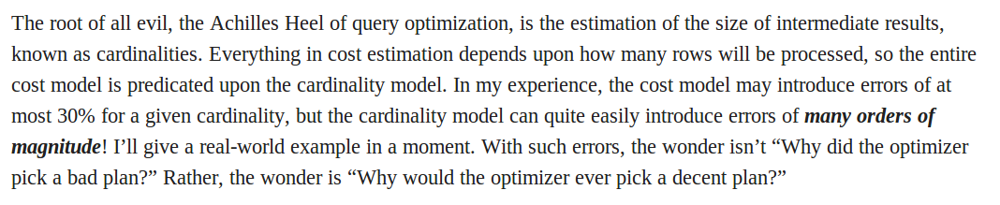 The root of all evil, the Achilles Heel of query optimization, is the estimation of the size of intermediate results,
known as cardinalities. Everything in cost estimation depends upon how many rows will be processed, so the entire
cost model is predicated upon the cardinality model. In my experience, the cost model may introduce errors of at
most 30% for a given cardinality, but the cardinality model can quite easily introduce errors of many orders of
magnitude! I’ll give a real-world example in a moment. With such errors, the wonder isn’t “Why did the optimizer
pick a bad plan?” Rather, the wonder is “Why would the optimizer ever pick a decent plan?”